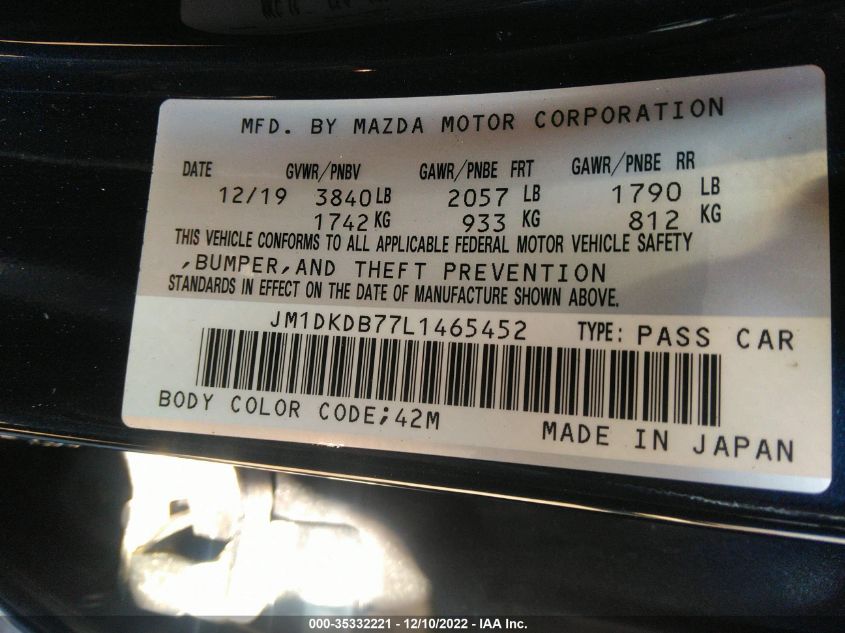 MFD. BY MAZDA MOTOR CORPORATION
DATE GVWR/PNBV GAWR/PNBE FRT GAWR/PNBE RR
12/19 3840 LB 2057 LB 1790 LB
1742 KG 933 KG 812 KG
THIS VEHICLE CONFORMS TO ALL APPLICABLE FEDERAL MOTOR VEHICLE SAFETY
,BUMPER,AND THEFT PREVENTION
STANDARDS IN EFFECT ON THE DATE OF MANUFACTURE SHOWN ABOVE.
JM1DKDB77L1465452 TYPE: PASS CAR
BODY COLOR CODE;42M
MADE IN JAPAN
000-35332221 - 12/10/2022 - IAA Inc.